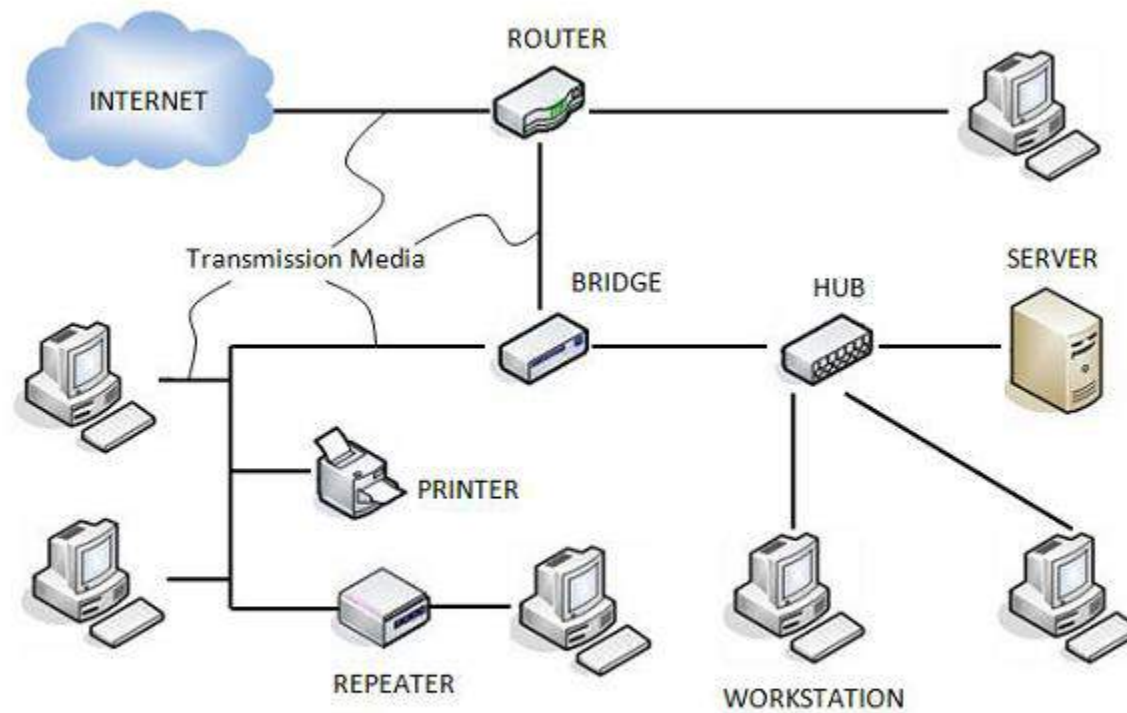 ROUTER
INTERNET
Transmission Media
BRIDGE
HUB
SERVER
PRINTER
REPEATER
WORKSTATION